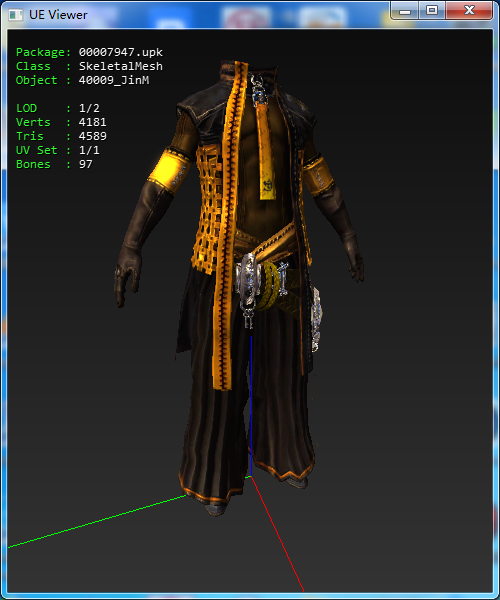 UE Viewer
Package: 00007947.upk
Class : SkeletalMesh
Object : 40009_JinM
LOD : 1/2
Verts : 4181
Tris : 4589
UV Set : 1/1
Bones : 97